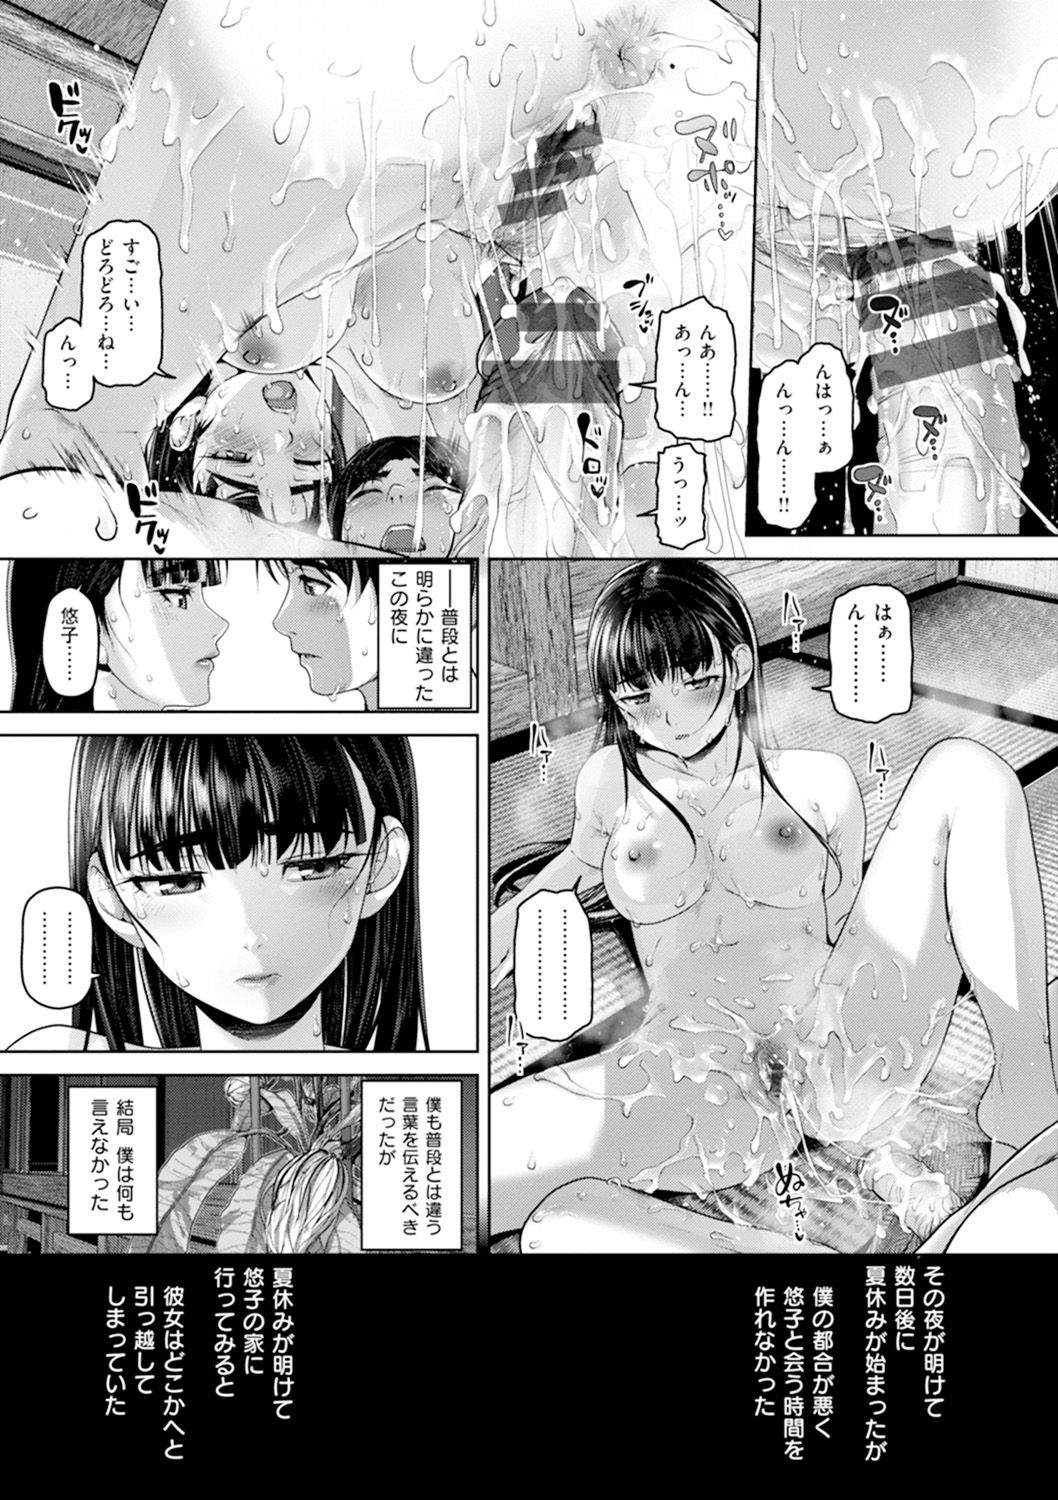 ヌ゛…
ヌ゛…
ヌ゛…
んはっ…ぁ
んっ…ん……!!
ヌ゛
ポッ…
んあ……!!
あっ…ん…
うっ…ッ
ブシュッ
ドロ
ドクッ
すご…い…
どろどろ…ね…
んっ…
ドクッ
はぁ…
ん………
ハァ…
ハァ…
…………
…………
ハァ…
ハァ…
ぬちゃ…
――普段とは
明らかに違った
この夜に
悠子……
………
………
僕も普段とは違う
言葉を伝えるべき
だったが
結局 僕は何も
言えなかった
その夜が明けて
数日後に
夏休みが始まったが
僕の都合が悪く
悠子と会う時間を
作れなかった
夏休みが明けて
悠子の家に
行ってみると
彼女はどこかへと
引っ越して
しまっていた